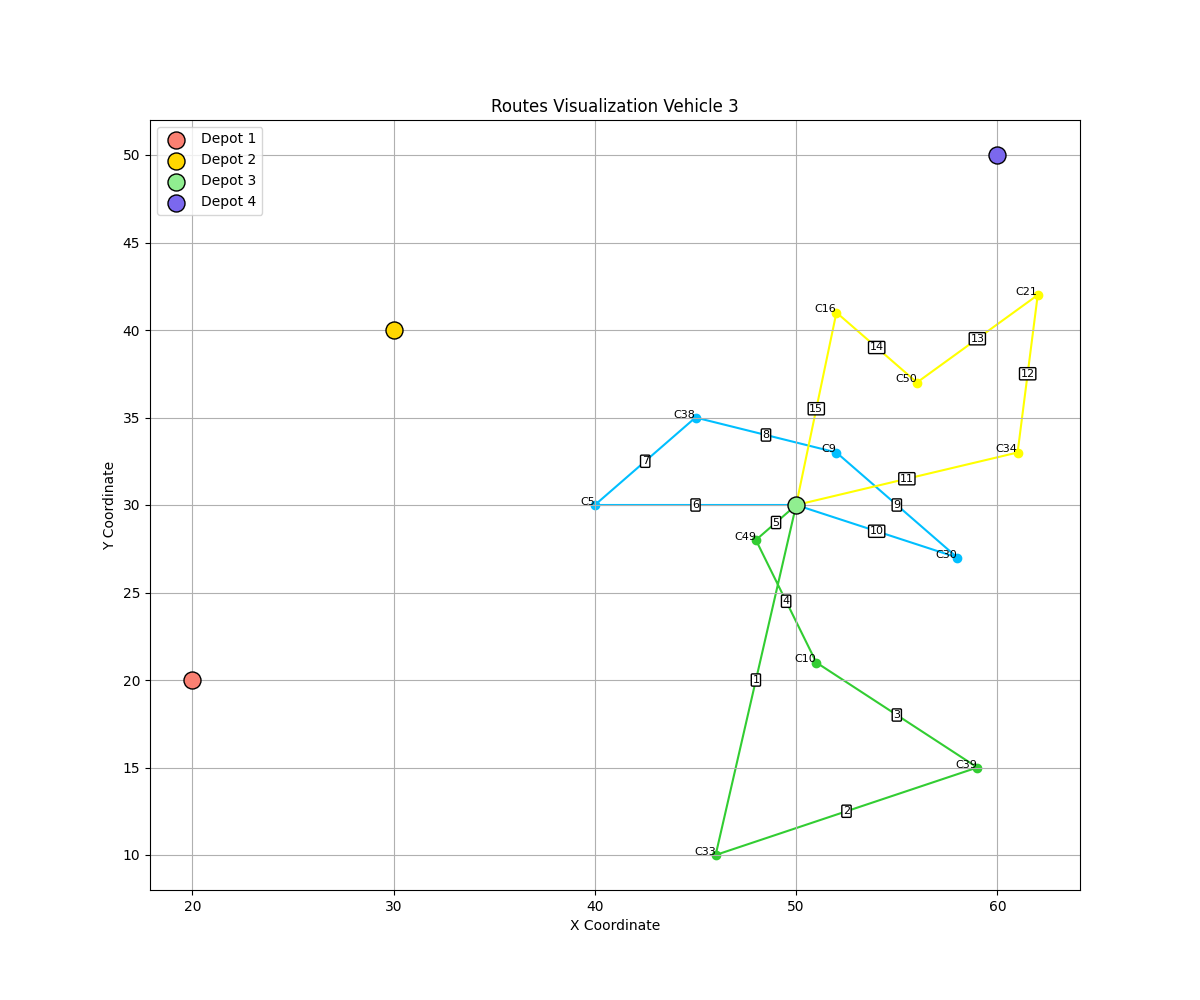 Routes Visualization Vehicle 3
Depot 1
Depot 2
Depot 3
Depot 4
Y Coordinate
50
45
40
35
30
25
20
15
10
C21
C16
13
14
C50
12
15
C38
8
C9
C34
7
11
C5
6
9
5
10
C49
C30
4
C10
1
3
C39
2
C33
20
30
40
50
60
X Coordinate